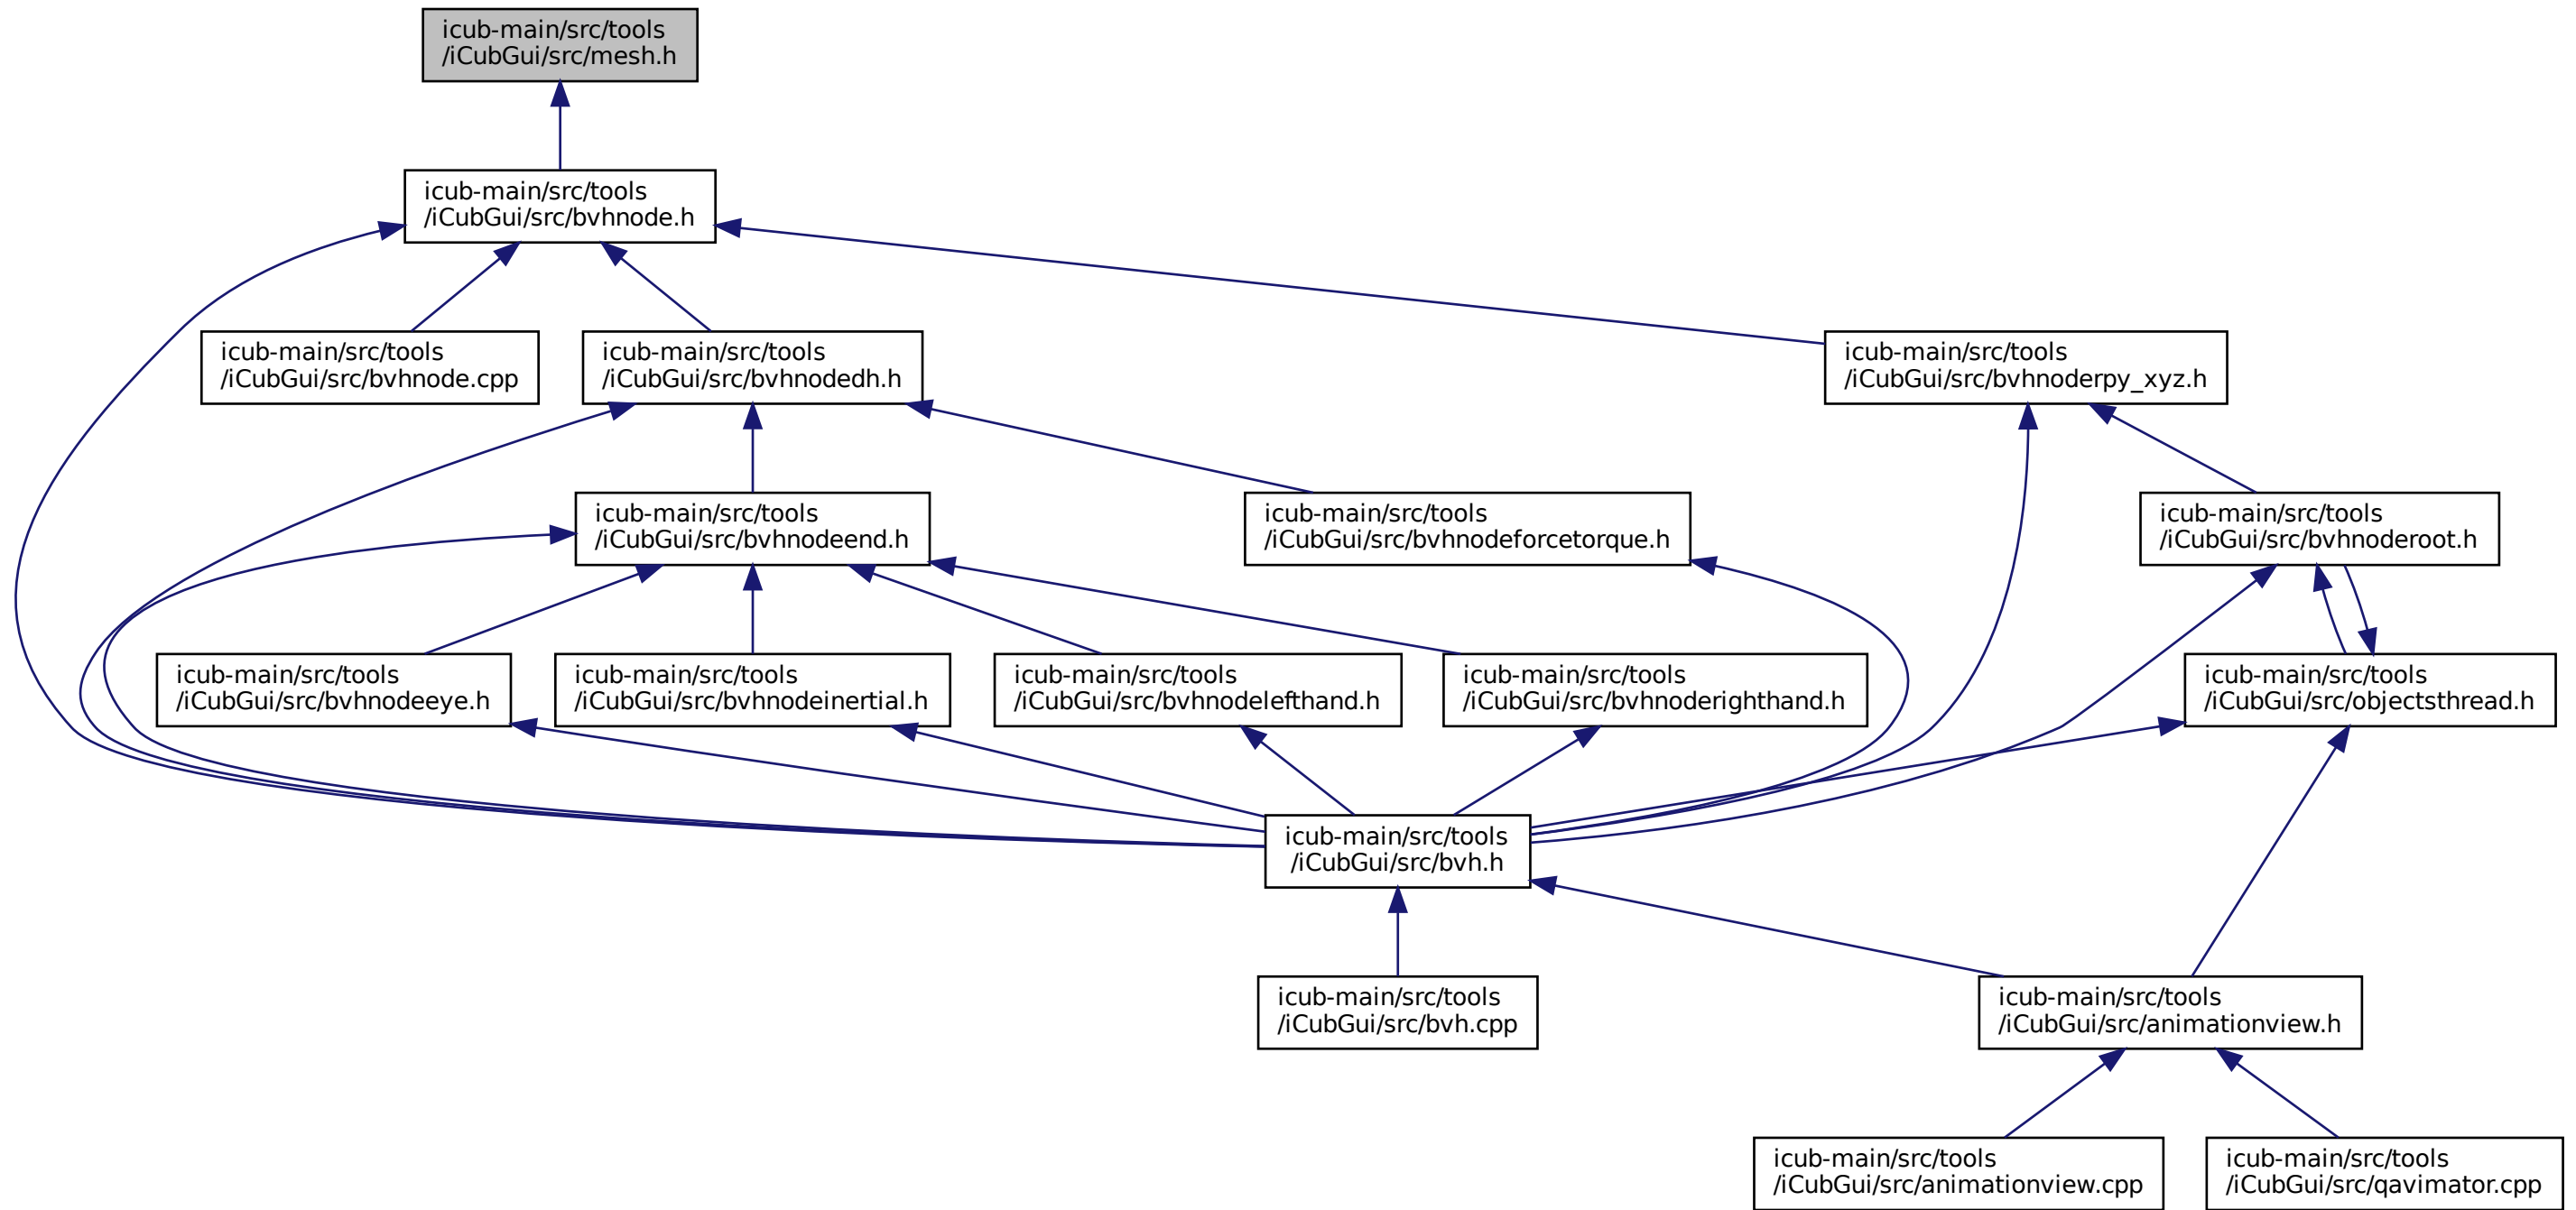 icub-main/src/tools
/iCubGui/src/mesh.h
icub-main/src/tools
/iCubGui/src/bvhnode.h
icub-main/src/tools
/iCubGui/src/bvhnode.cpp
icub-main/src/tools
/iCubGui/src/bvhnodedh.h
icub-main/src/tools
/iCubGui/src/bvhnoderpy_xyz.h
icub-main/src/tools
/iCubGui/src/bvhnodeend.h
icub-main/src/tools
/iCubGui/src/bvhnodeforcetorque.h
icub-main/src/tools
/iCubGui/src/bvhnoderoot.h
icub-main/src/tools
/iCubGui/src/bvhnodeeye.h
icub-main/src/tools
/iCubGui/src/bvhnodeinertial.h
icub-main/src/tools
/iCubGui/src/bvhnodelefthand.h
icub-main/src/tools
/iCubGui/src/bvhnoderighthand.h
icub-main/src/tools
/iCubGui/src/objectsthread.h
icub-main/src/tools
/iCubGui/src/bvh.h
icub-main/src/tools
/iCubGui/src/bvh.cpp
icub-main/src/tools
/iCubGui/src/animationview.h
icub-main/src/tools
/iCubGui/src/animationview.cpp
icub-main/src/tools
/iCubGui/src/qavimator.cpp